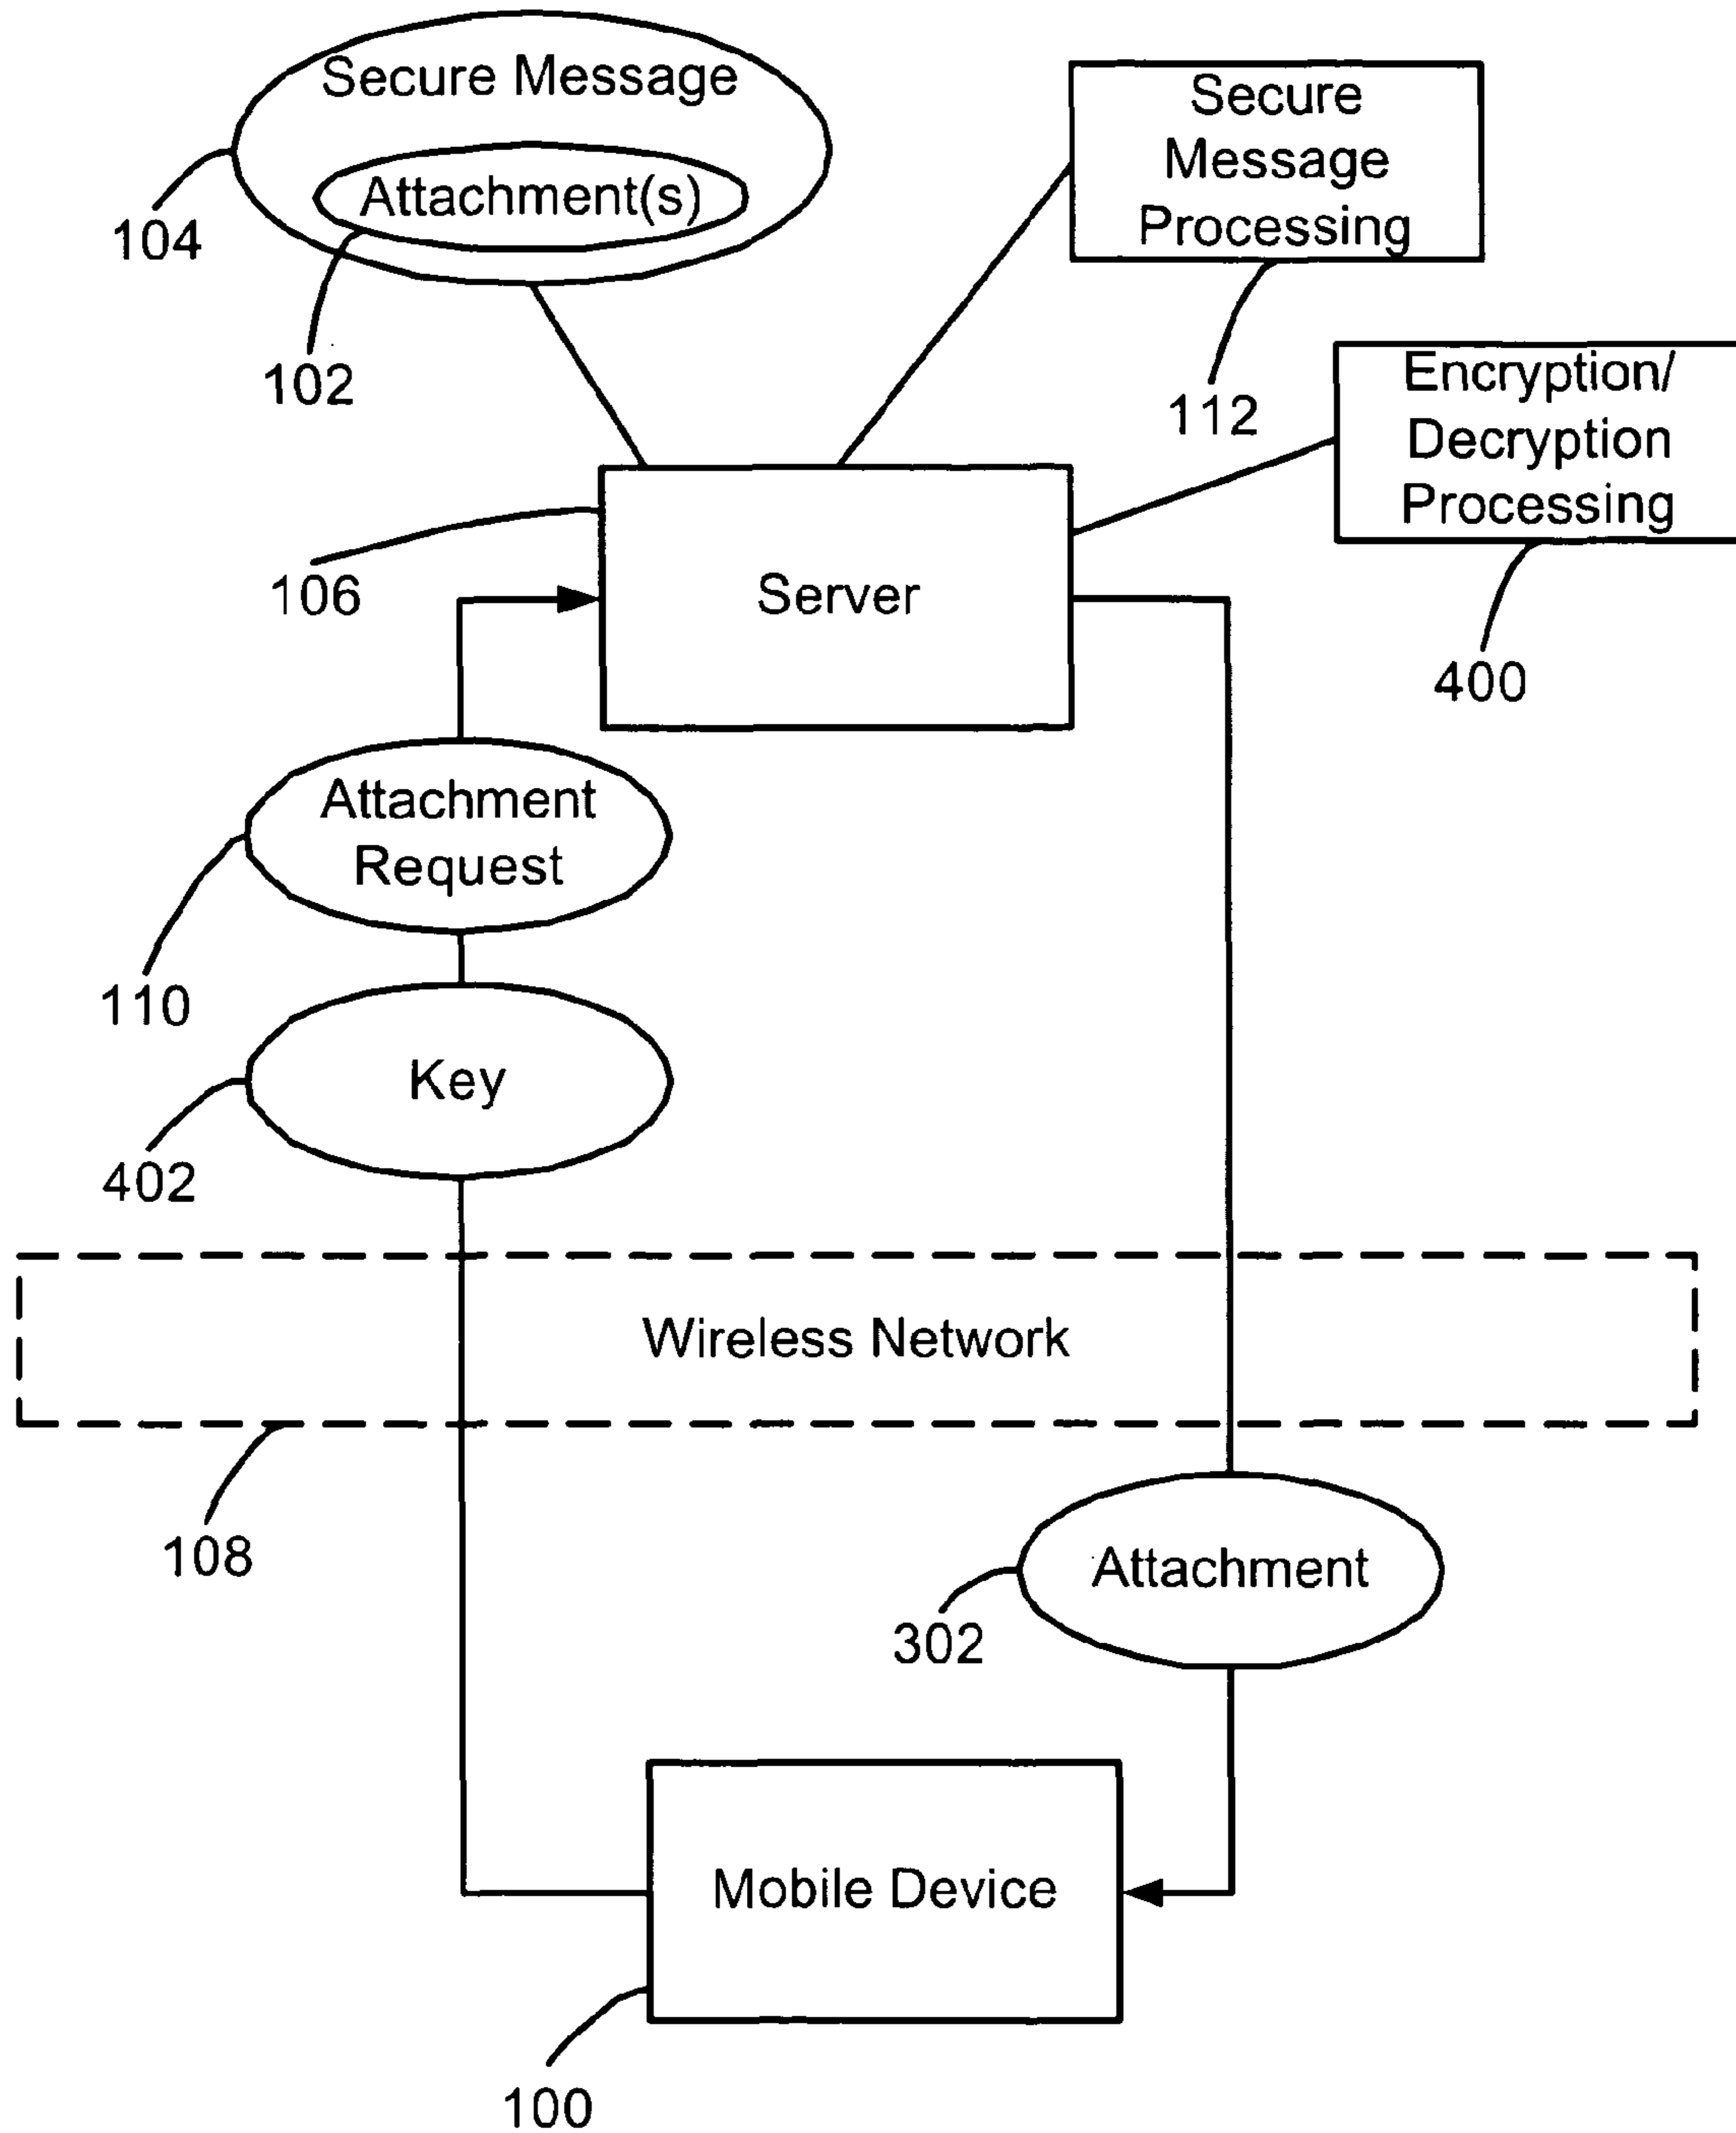 Secure Message
Attachment(s)
104
102
Secure
Message
Processing
112
Encryption/
Decryption
Processing
400
106
Server
Attachment
Request
110
Key
402
Wireless Network
108
Attachment
302
Mobile Device
100